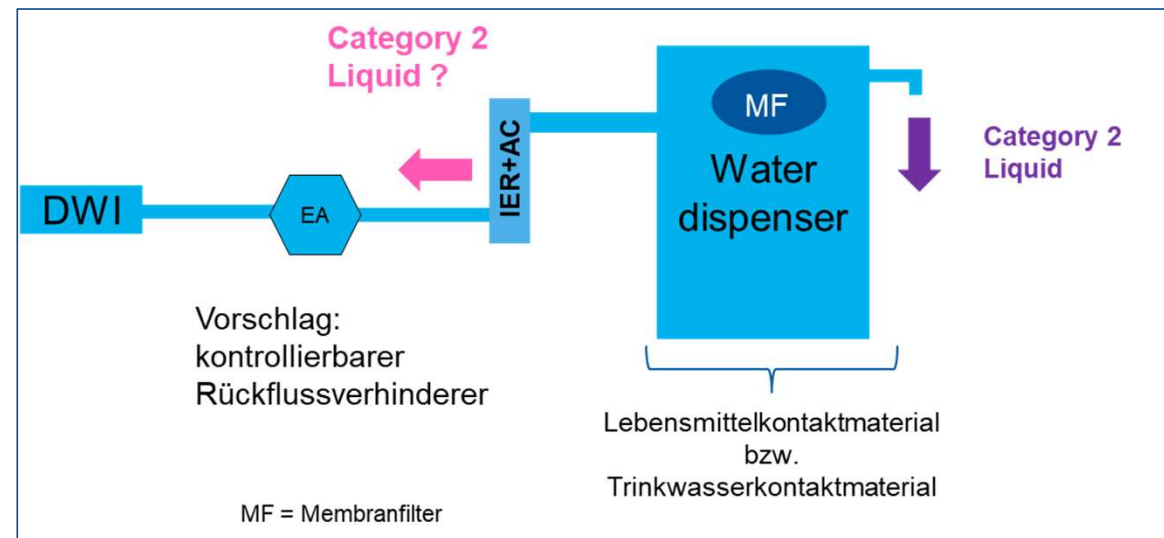 Category 2
Liquid ?
DWI
EA
IER+AC
MF
Water
dispenser
Category 2
Liquid
Vorschlag:
kontrollierbarer
Rückflussverhinderer
Lebensmittelkontaktmaterial
bzw.
Trinkwasserkontaktmaterial
MF = Membranfilter